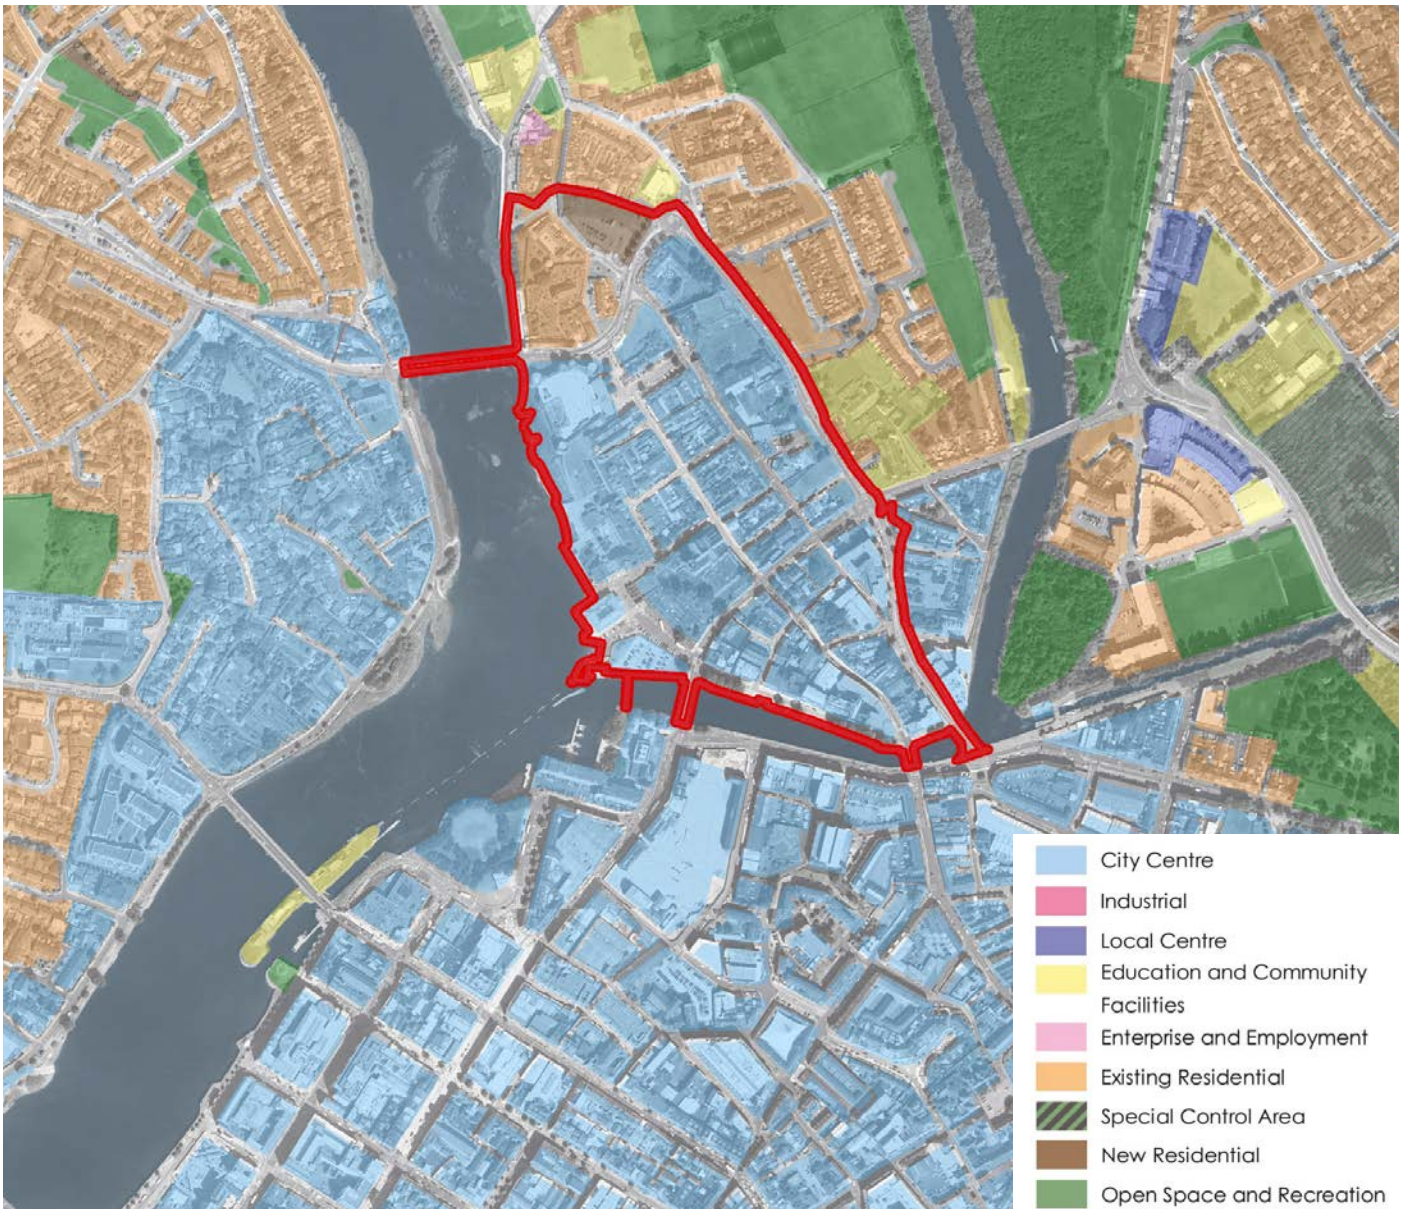 City Centre
Industrial
Local Centre
Education and Community
Facilities
Enterprise and Employment
Existing Residential
Special Control Area
New Residential
Open Space and Recreation